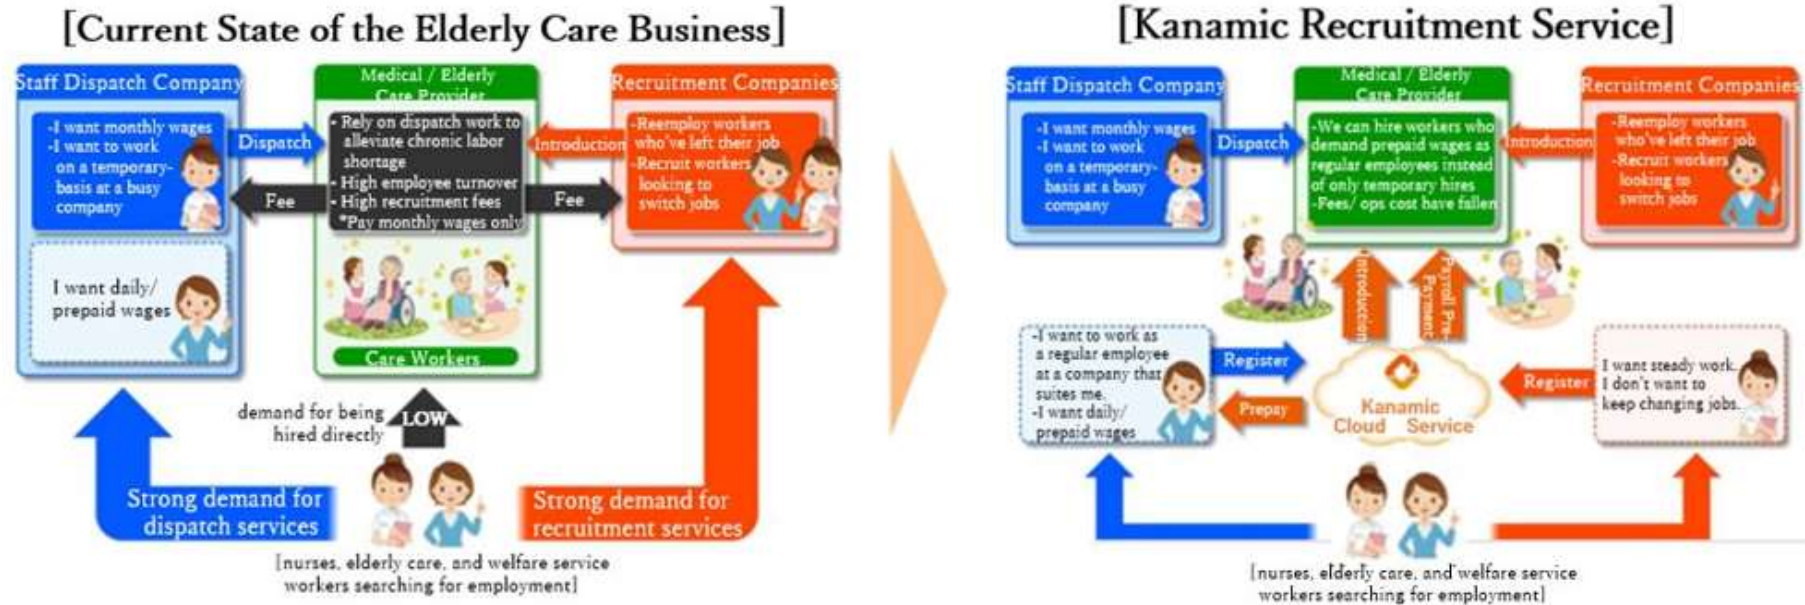 [Current State of the Elderly Care Business]
Staff Dispatch Company
-I want monthly wages
-I want to work
on a temporary-
basis at a busy
company
I want daily/
prepaid wages
Dispatch
Fee
Medical / Elderly
Care Provider
- Rely on dispatch work to
alleviate chronic labor
shortage
- High employee turnover
- High recruitment fees
*Pay monthly wages only
Care Workers
Introduction
Fee
Recruitment Companies
-Reemploy workers
who've left their job
-Recruit workers
looking to
switch jobs
demand for being
hired directly
LOW
Strong demand for
dispatch services
Strong demand for
recruitment services
[nurses, elderly care, and welfare service
workers searching for employment]
[Kanamic Recruitment Service]
Staff Dispatch Company
-I want monthly wages
-I want to work
on a temporary-
basis at a busy
company
Dispatch
Medical / Elderly
Care Provider
-We can hire workers who
demand prepaid wages as
regular employees instead
of only temporary hires
-Fees/ ops cost have fallen
Introduction
Recruitment Companies
-Reemploy workers
who've left their job
-Recruit workers
looking to
switch jobs
Introduction
Payroll Pre-
Payment
-I want to work as
a regular employee
at a company that
suites me.
-I want daily/
prepaid wages
Register
Prepay
Kanamic
Cloud Service
Register
I want steady work.
I don't want to
keep changing jobs.
[nurses, elderly care, and welfare service
workers searching for employment]